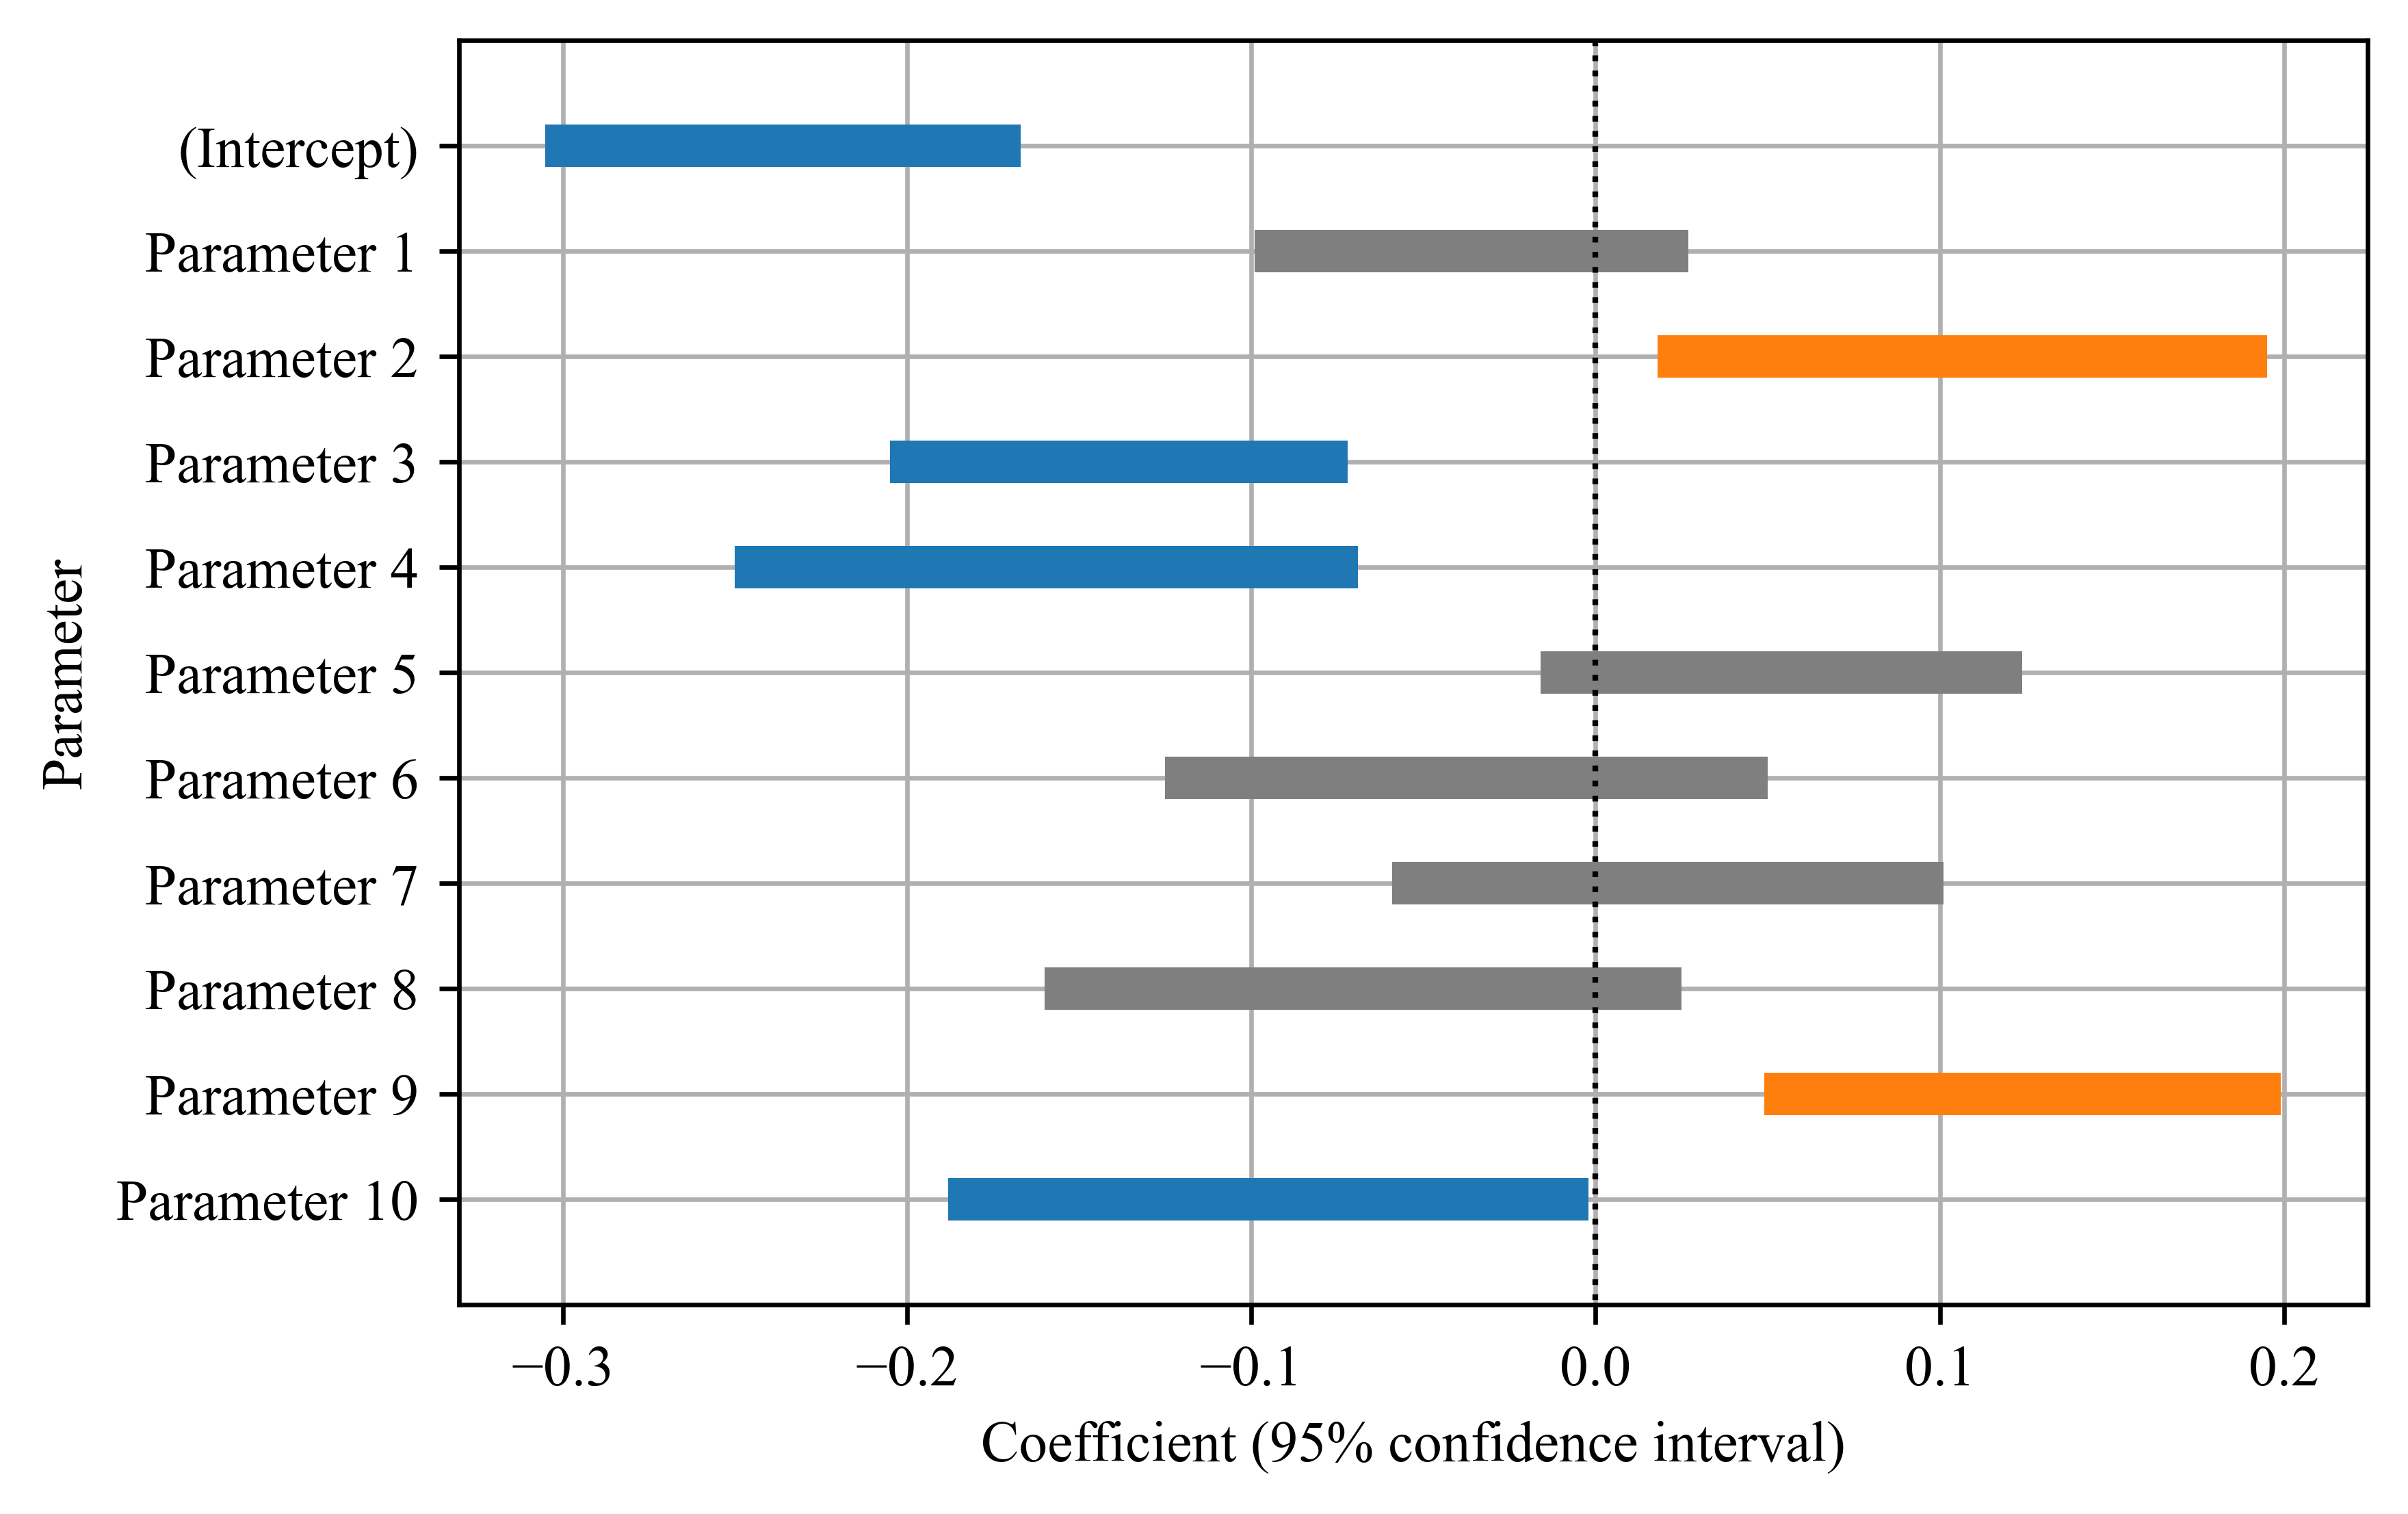 (Intercept)
Parameter 1
Parameter 2
Parameter 3
Parameter 4
Parameter 5
Parameter 6
Parameter 7
Parameter 8
Parameter 9
Parameter 10
Parameter
−0.3 −0.2 −0.1 0.0 0.1 0.2
Coefficient (95% confidence interval)